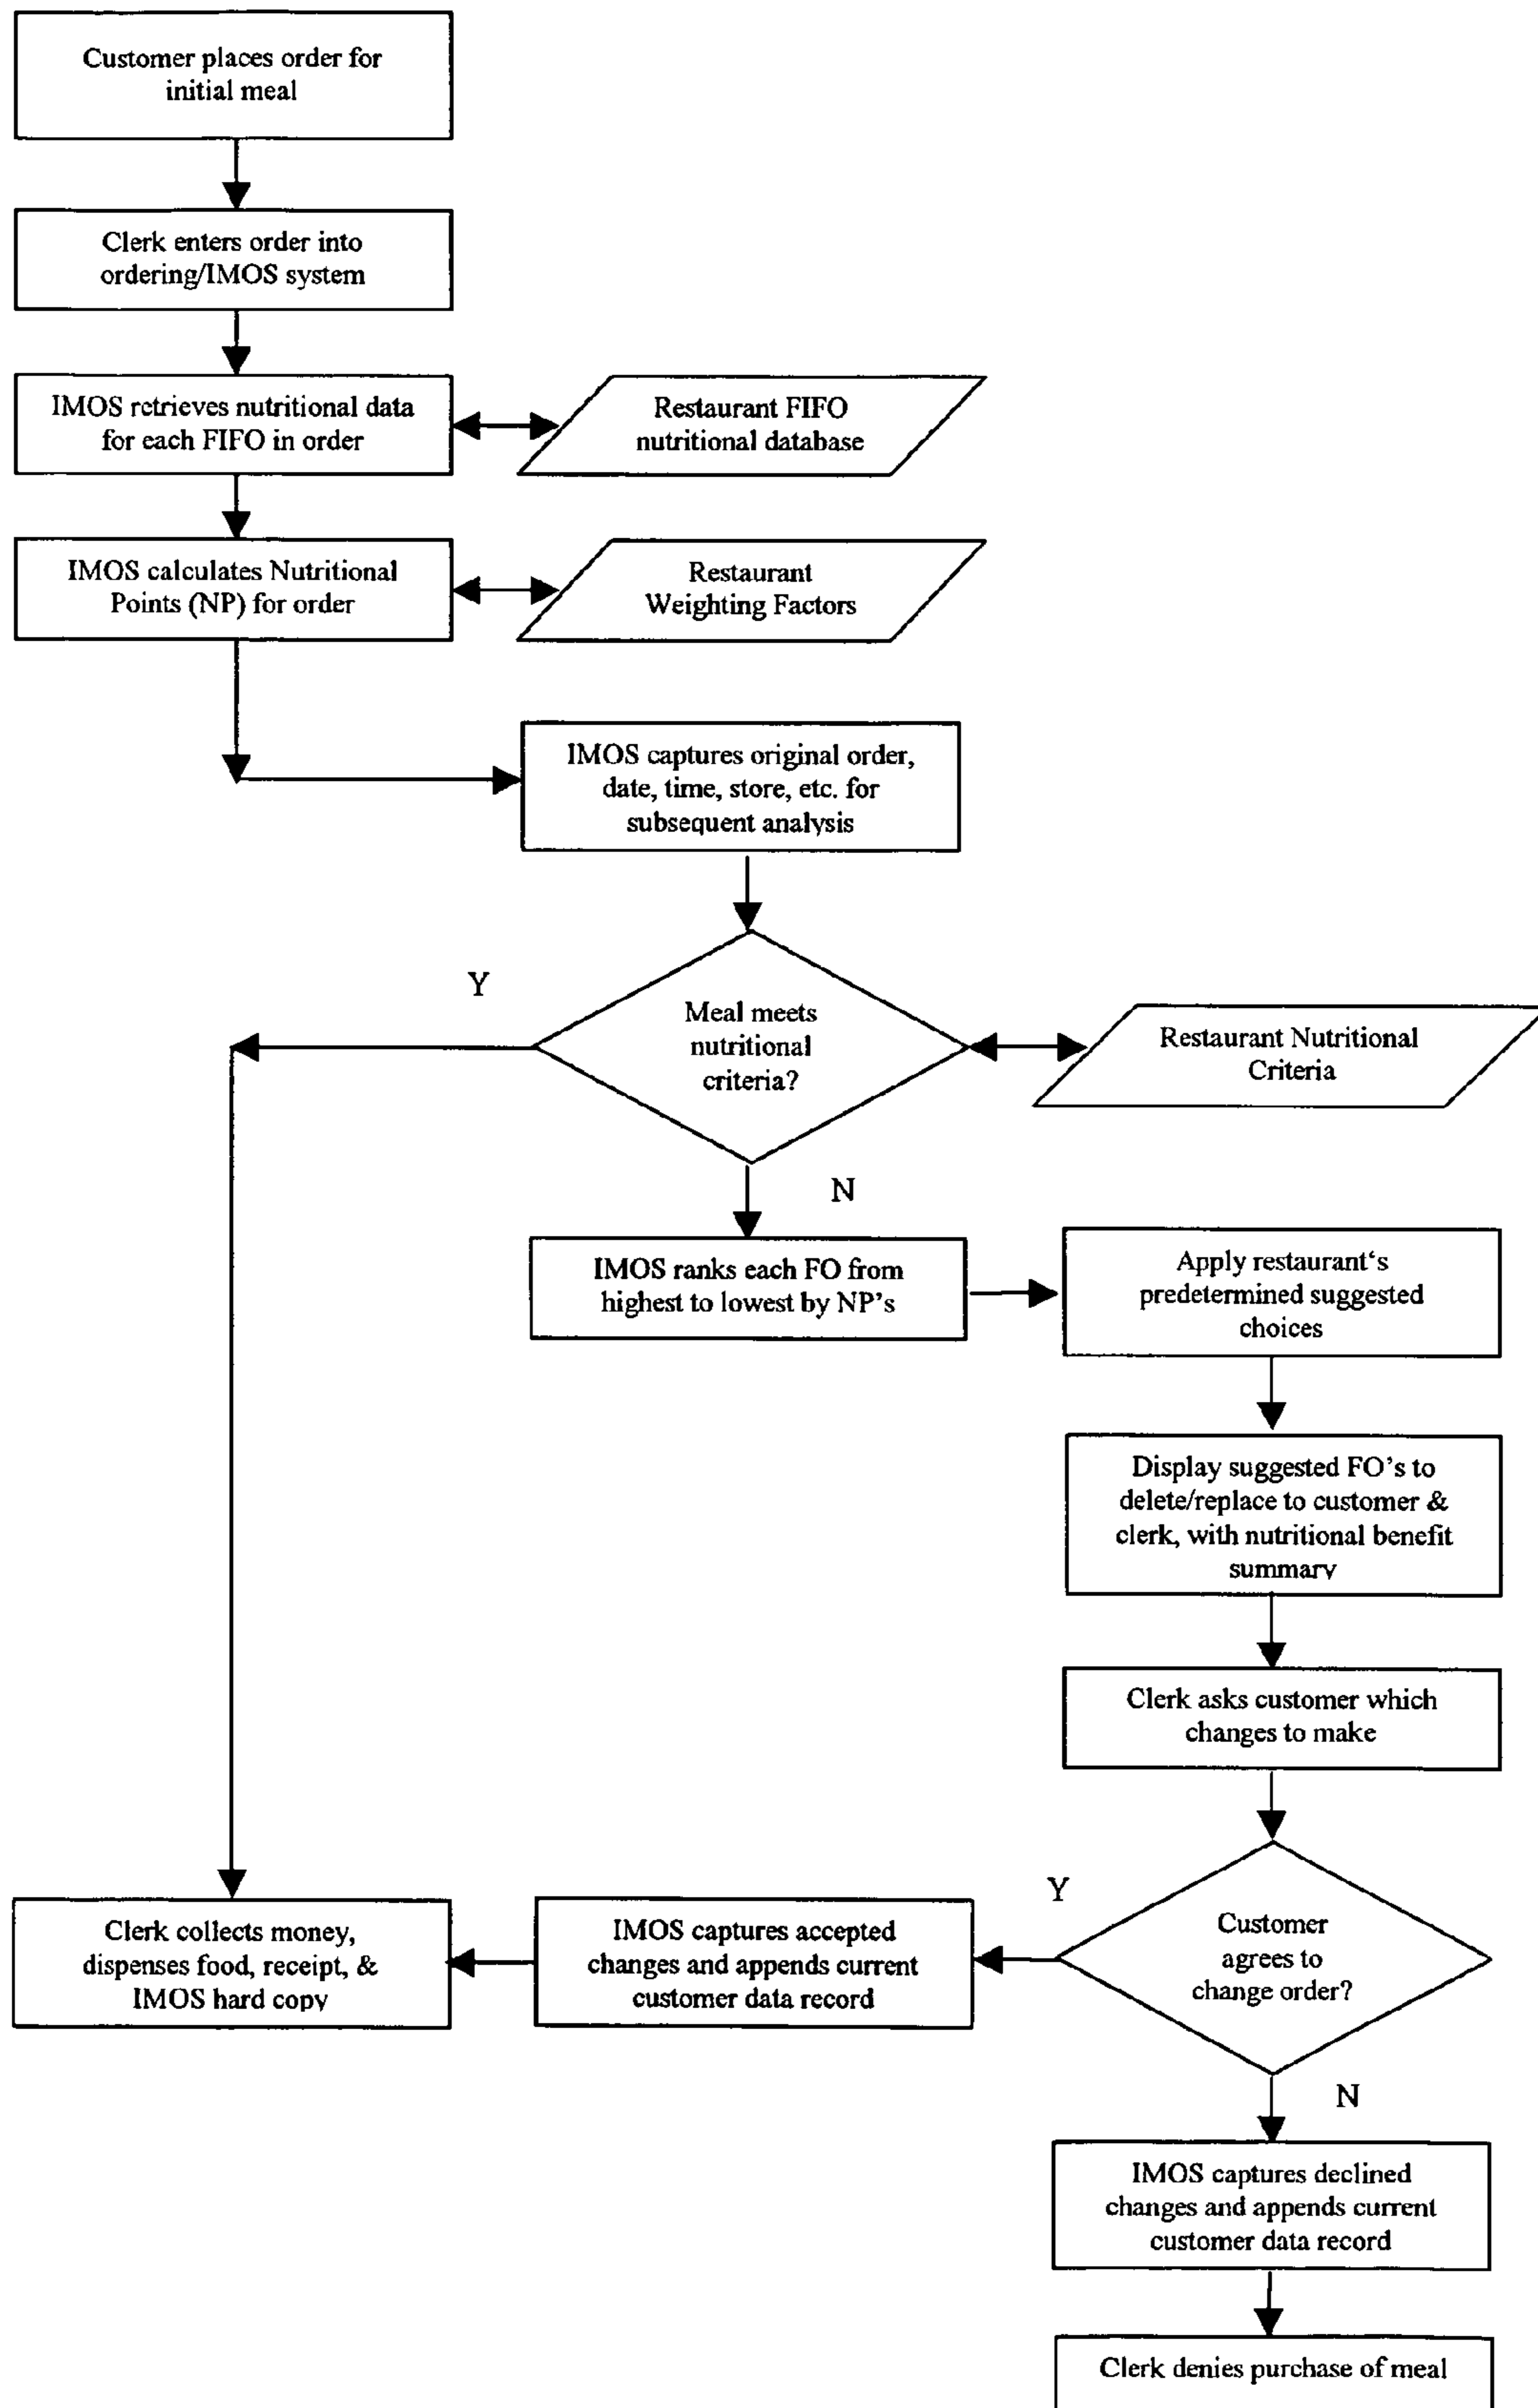 Customer places order for
initial meal
Clerk enters order into
ordering/IMOS system
IMOS retrieves nutritional data
for each FIFO in order
Restaurant FIFO
nutritional database
IMOS calculates Nutritional
Points (NP) for order
Restaurant
Weighting Factors
IMOS captures original order,
date, time, store, etc. for
subsequent analysis
Y
Meal meets
nutritional
criteria?
Restaurant Nutritional
Criteria
N
IMOS ranks each FO from
highest to lowest by NP's
Apply restaurant's
predetermined suggested
choices
Display suggested FO's to
delete/replace to customer &
clerk, with nutritional benefit
summary
Clerk asks customer which
changes to make
Y
Customer
agrees to
change order?
IMOS captures accepted
changes and appends current
customer data record
Clerk collects money,
dispenses food, receipt, &
IMOS hard copy
N
IMOS captures declined
changes and appends current
customer data record
Clerk denies purchase of meal